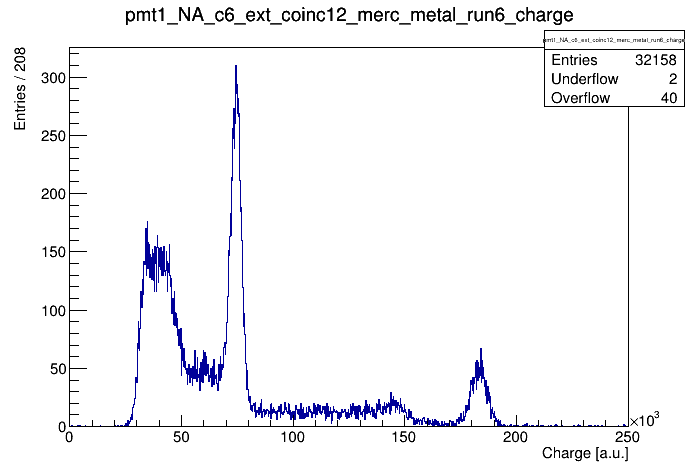 pmt1_NA_c6_ext_coinc12_merc_metal_run6_charge
pmt1_NA_c6_ext_coinc12_merc_metal_run6_charge
Entries 32158
Underflow 2
Overflow 40
Entries / 208
300
250
200
150
100
50
0
0 50 100 150 200 250
×10³
Charge [a.u.]